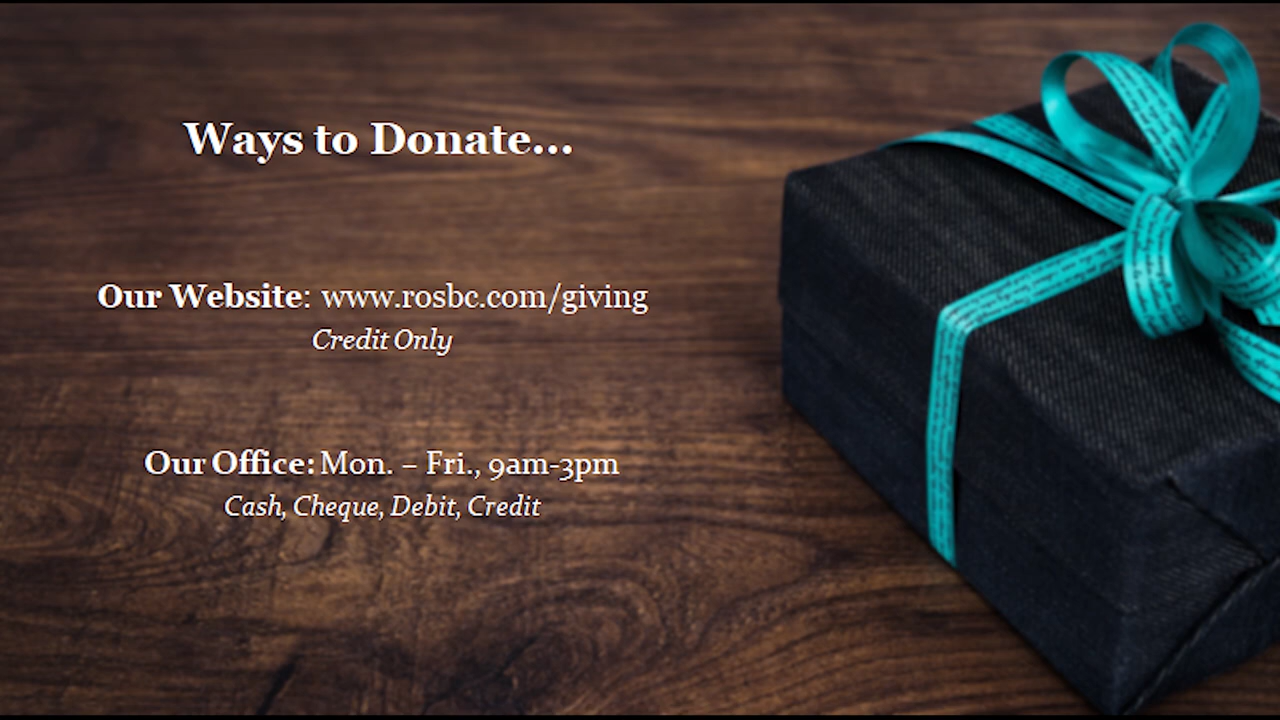 Ways to Donate...
Our Website: www.rosbc.com/giving
Credit Only
Our Office: Mon. – Fri., 9am-3pm
Cash, Cheque, Debit, Credit